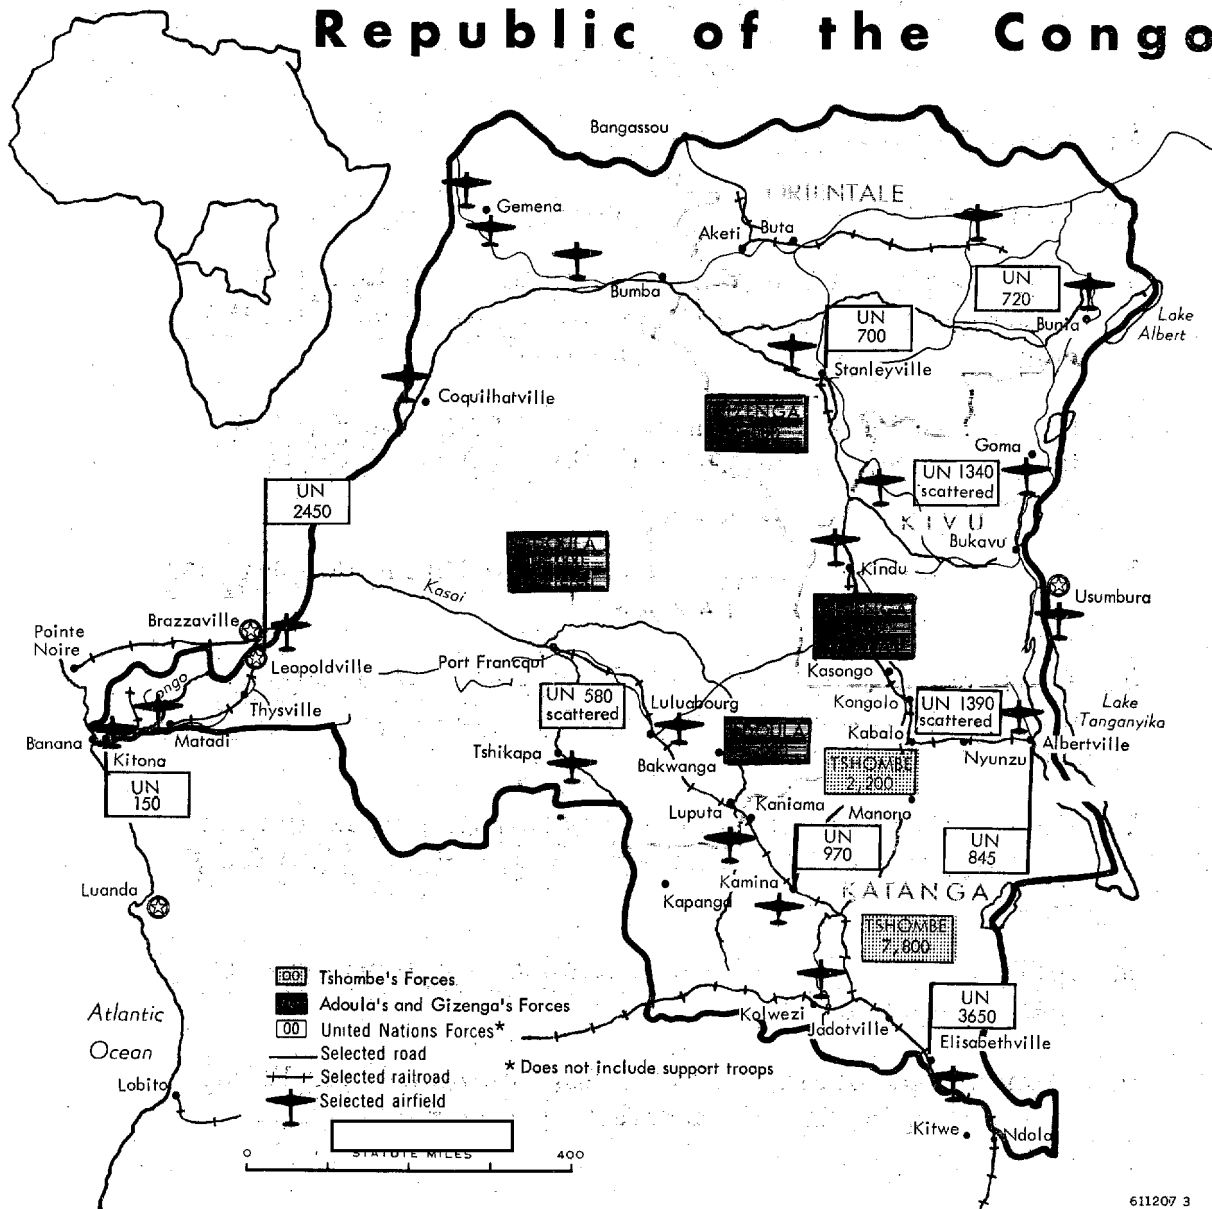 Republic of the Congo
Bangassou
ORIENTALE
Gemena
Aketi
Buta
Bumba
UN
720
Bunia
Lake
Albert
UN
700
Stanleyville
Coquilhatville
GIZENGA
Goma
UN 1340
scattered
KIVU
Bukavu
UN
2450
Kindu
Kasai
Usumbura
Brazzaville
Pointe
Noire
Leopoldville
Port Francqui
Kasongo
Congo
Thysville
UN 580
scattered
Luluabourg
Kongolo
UN 1390
scattered
Lake
Tanganyika
Banana
Matadi
Kabalo
Albertville
Kitona
Tshikapa
Bakwanga
ADOULA
Nyunzu
TSHOMBE
2,200
UN
150
Luputa
Kaniama
Manono
UN
970
UN
845
Luanda
Kamina
KATANGA
Kapanga
TSHOMBE
7,800
00 Tshombe's Forces
Adoula's and Gizenga's Forces
00 United Nations Forces*
Selected road
Selected railroad
Selected airfield
* Does not include support troops
Atlantic
Ocean
Kolwezi
Jadotville
UN
3650
Elisabethville
Lobito
Kitwe
Ndola
STATUTE MILES
0 400
611207 3